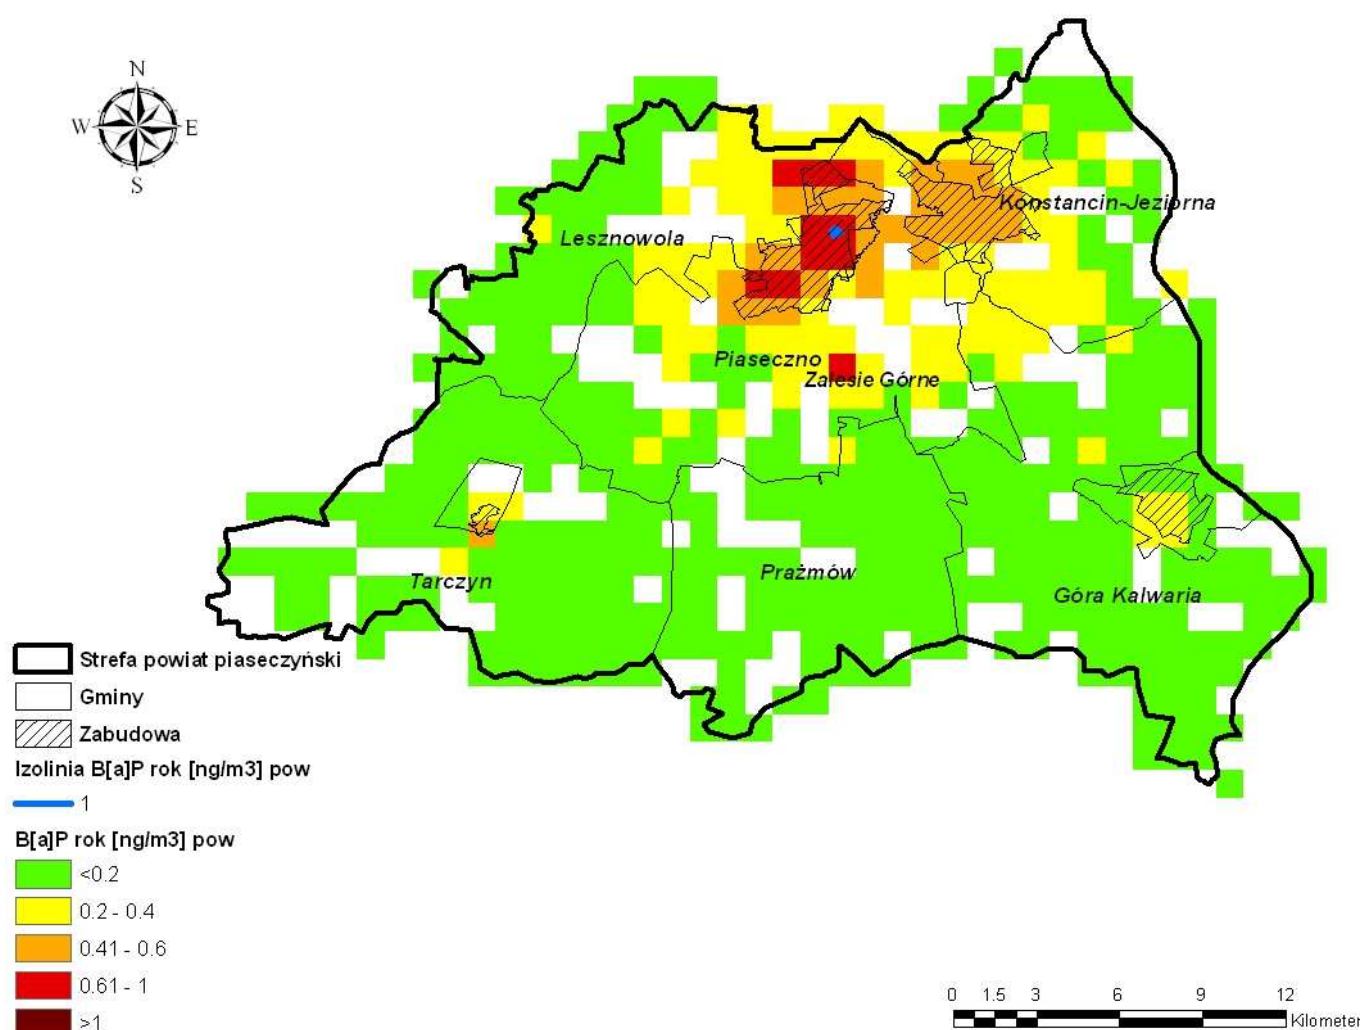 N
W E
S
Konstancin-Jeziorna
Lesznowola
Piaseczno
Zalesie Górne
Prażmów
Tarczyn
Góra Kalwaria
Strefa powiat piaseczyński
Gminy
Zabudowa
Izolinia B[a]P rok [ng/m3] pow
1
B[a]P rok [ng/m3] pow
<0.2
0.2 - 0.4
0.41 - 0.6
0.61 - 1
>1
0 1.5 3 6 9 12
Kilometer